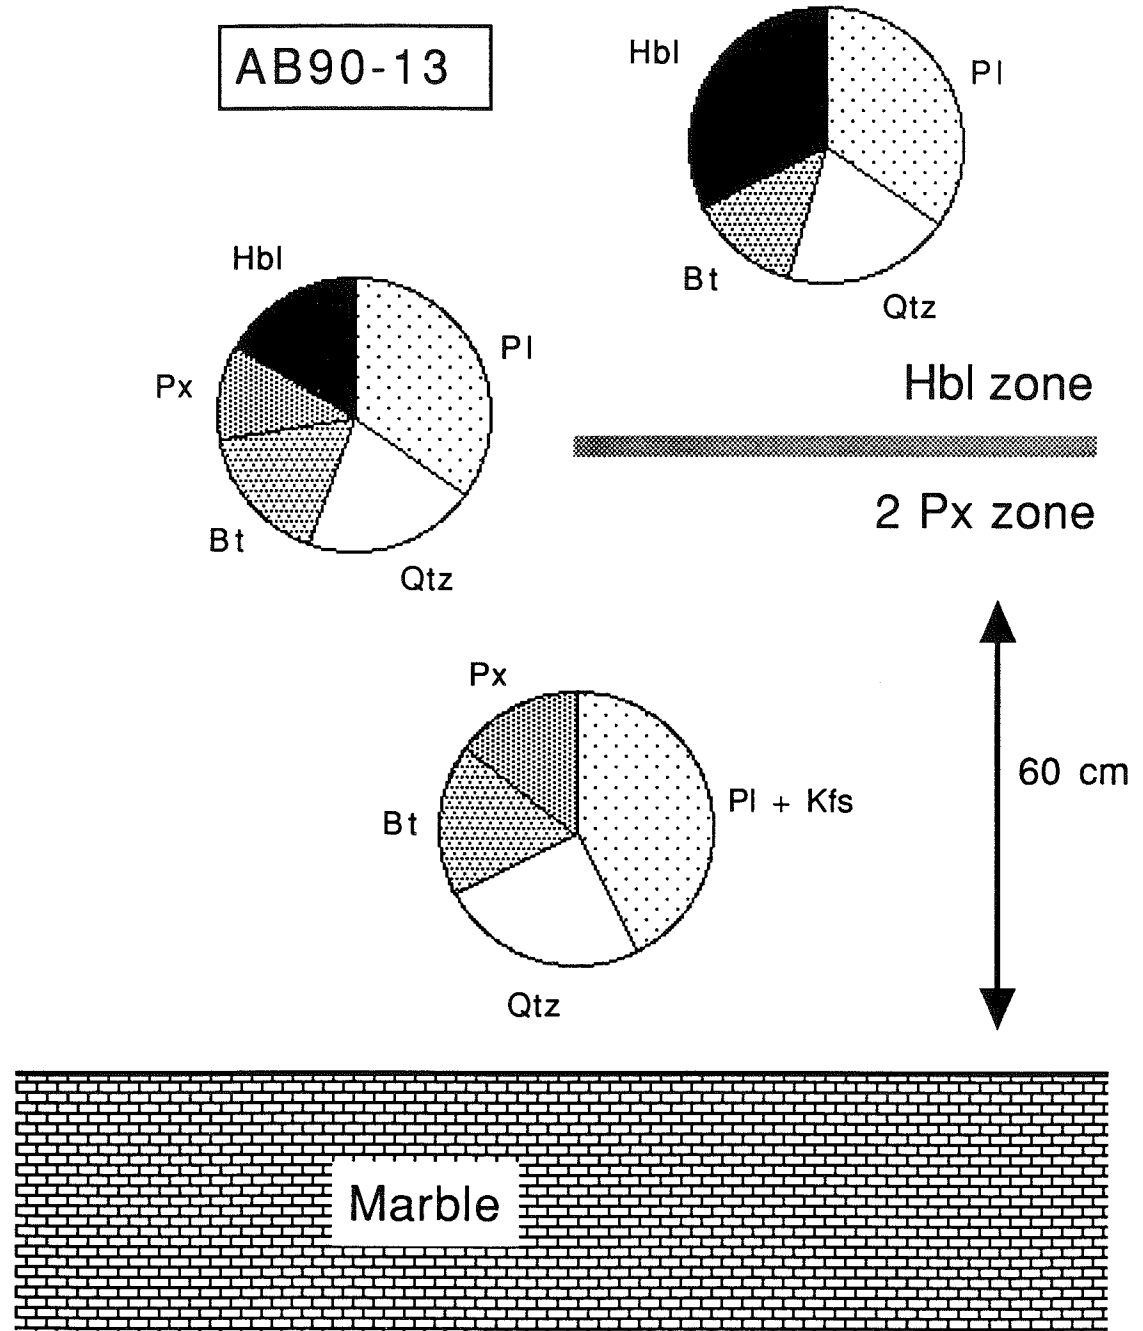 AB90-13
Hbl
Pl
Bt
Qtz
Hbl
Pl
Px
Bt
Qtz
Hbl zone
2 Px zone
Px
Pl + Kfs
Bt
Qtz
60 cm
Marble